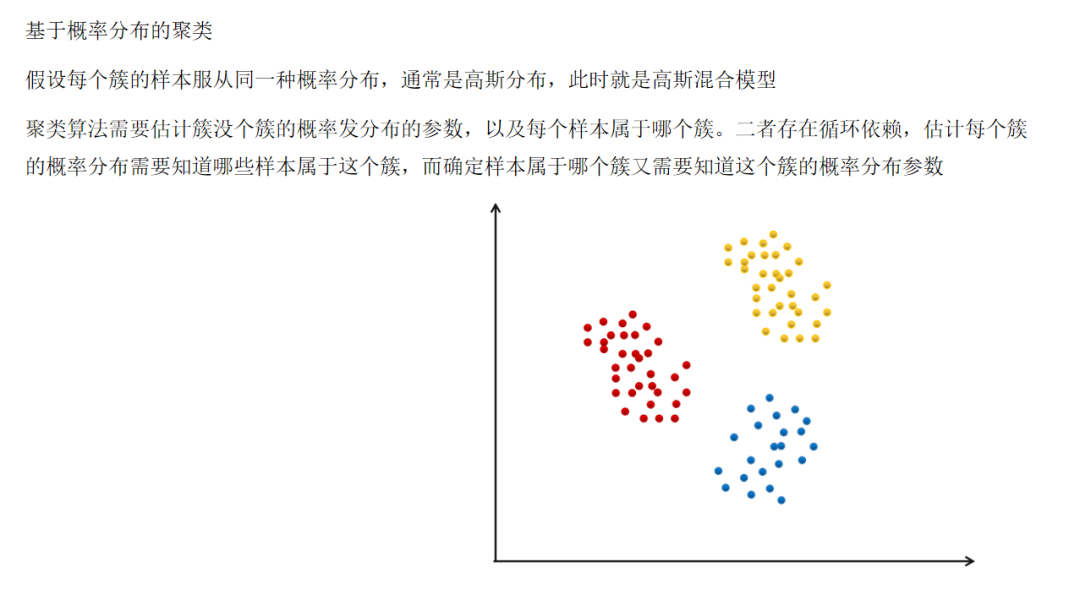 基于概率分布的聚类
假设每个簇的样本服从同一种概率分布，通常是高斯分布，此时就是高斯混合模型
聚类算法需要估计簇没个簇的概率发分布的参数，以及每个样本属于哪个簇。二者存在循环依赖，估计每个簇
的概率分布需要知道哪些样本属于这个簇，而确定样本属于哪个簇又需要知道这个簇的概率分布参数